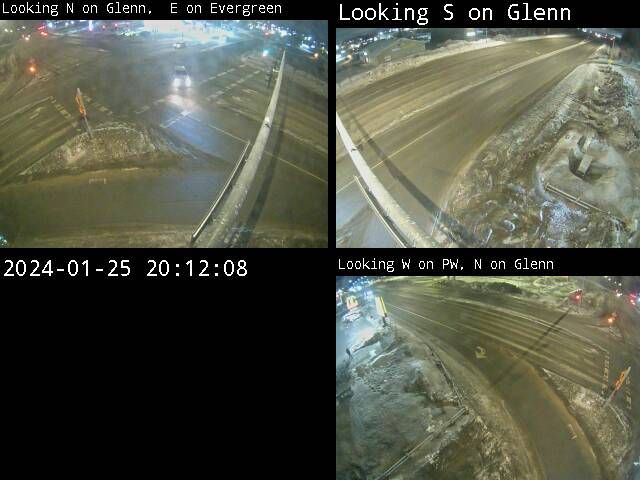 Looking N on Glenn,  E on Evergreen
Looking S on Glenn
2024-01-25 20:12:08
Looking W on PW, N on Glenn